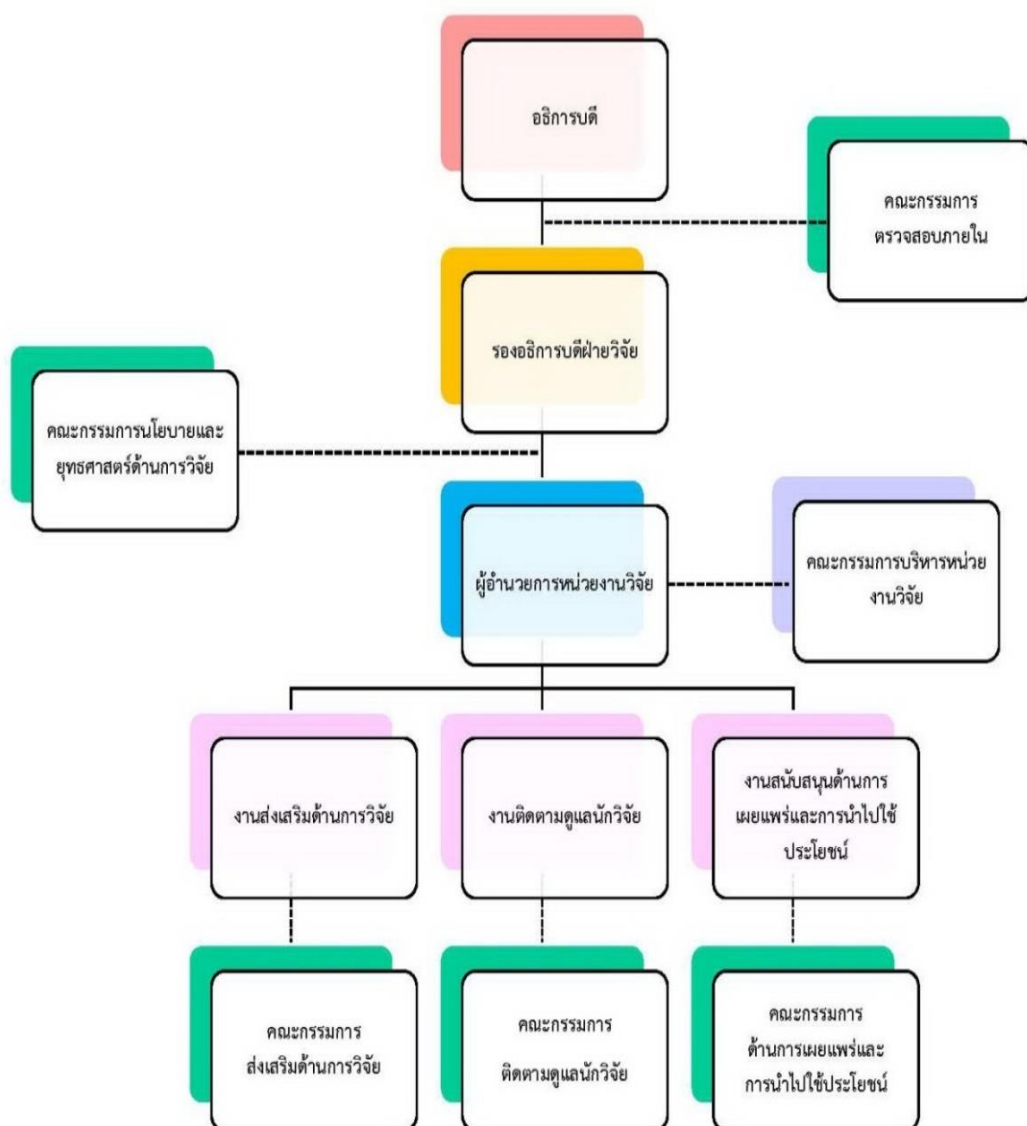 อธิการบดี
คณะกรรมการ
ตรวจสอบภายใน
รองอธิการบดีฝ่ายวิจัย
คณะกรรมการนโยบายและ
ยุทธศาสตร์ด้านการวิจัย
ผู้อำนวยการหน่วยงานวิจัย
คณะกรรมการบริหารหน่วย
งานวิจัย
งานส่งเสริมด้านการวิจัย
งานติดตามดูแลนักวิจัย
งานสนับสนุนด้านการ
เผยแพร่และการนำไปใช้
ประโยชน์
คณะกรรมการ
ส่งเสริมด้านการวิจัย
คณะกรรมการ
ติดตามดูแลนักวิจัย
คณะกรรมการ
ด้านการเผยแพร่และ
การนำไปใช้ประโยชน์